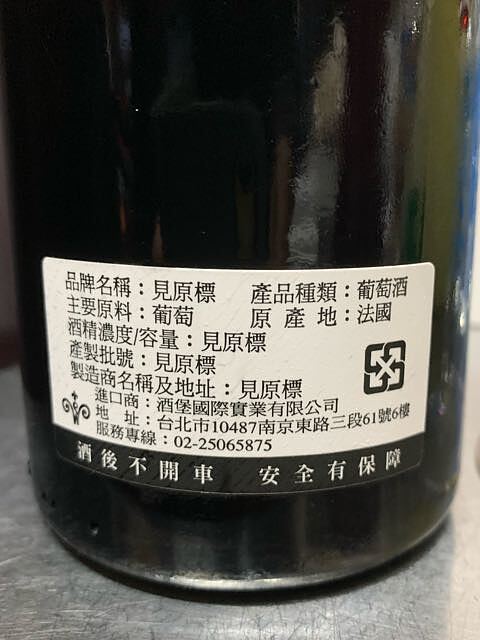 品牌名稱：見原標 產品種類：葡萄酒
主要原料：葡萄 原產地：法國
酒精濃度/容量：見原標
產製批號：見原標
製造商名稱及地址：見原標
進口商：酒堡國際實業有限公司
地 址：台北市10487南京東路三段61號6樓
服務專線：02-25065875
酒後不開車 安全有保障